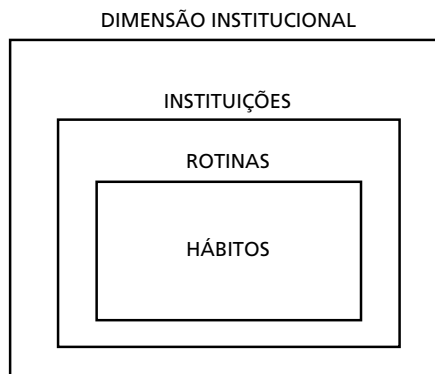 DIMENSÃO INSTITUCIONAL
INSTITUIÇÕES
ROTINAS
HÁBITOS